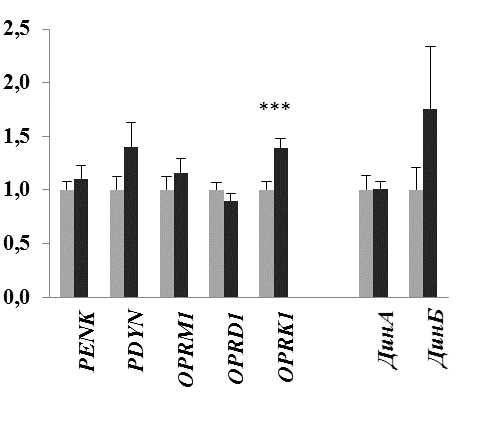 2,5
2,0
1,5
1,0
0,5
0,0
***
PENK
PDYN
OPRM1
OPRD1
OPRK1
ДинА
ДинБ